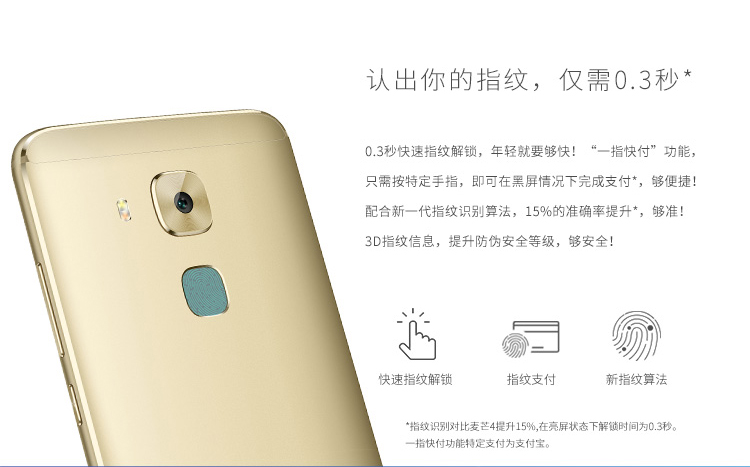 认出你的指纹，仅需0.3秒*
0.3秒快速指纹解锁，年轻就要够快！“一指快付”功能，
只需按特定手指，即可在黑屏情况下完成支付*，够便捷！
配合新一代指纹识别算法，15%的准确率提升*，够准！
3D指纹信息，提升防伪安全等级，够安全！
快速指纹解锁
指纹支付
新指纹算法
*指纹识别对比麦芒4提升15%,在亮屏状态下解锁时间为0.3秒。
一指快付功能特定支付为支付宝。